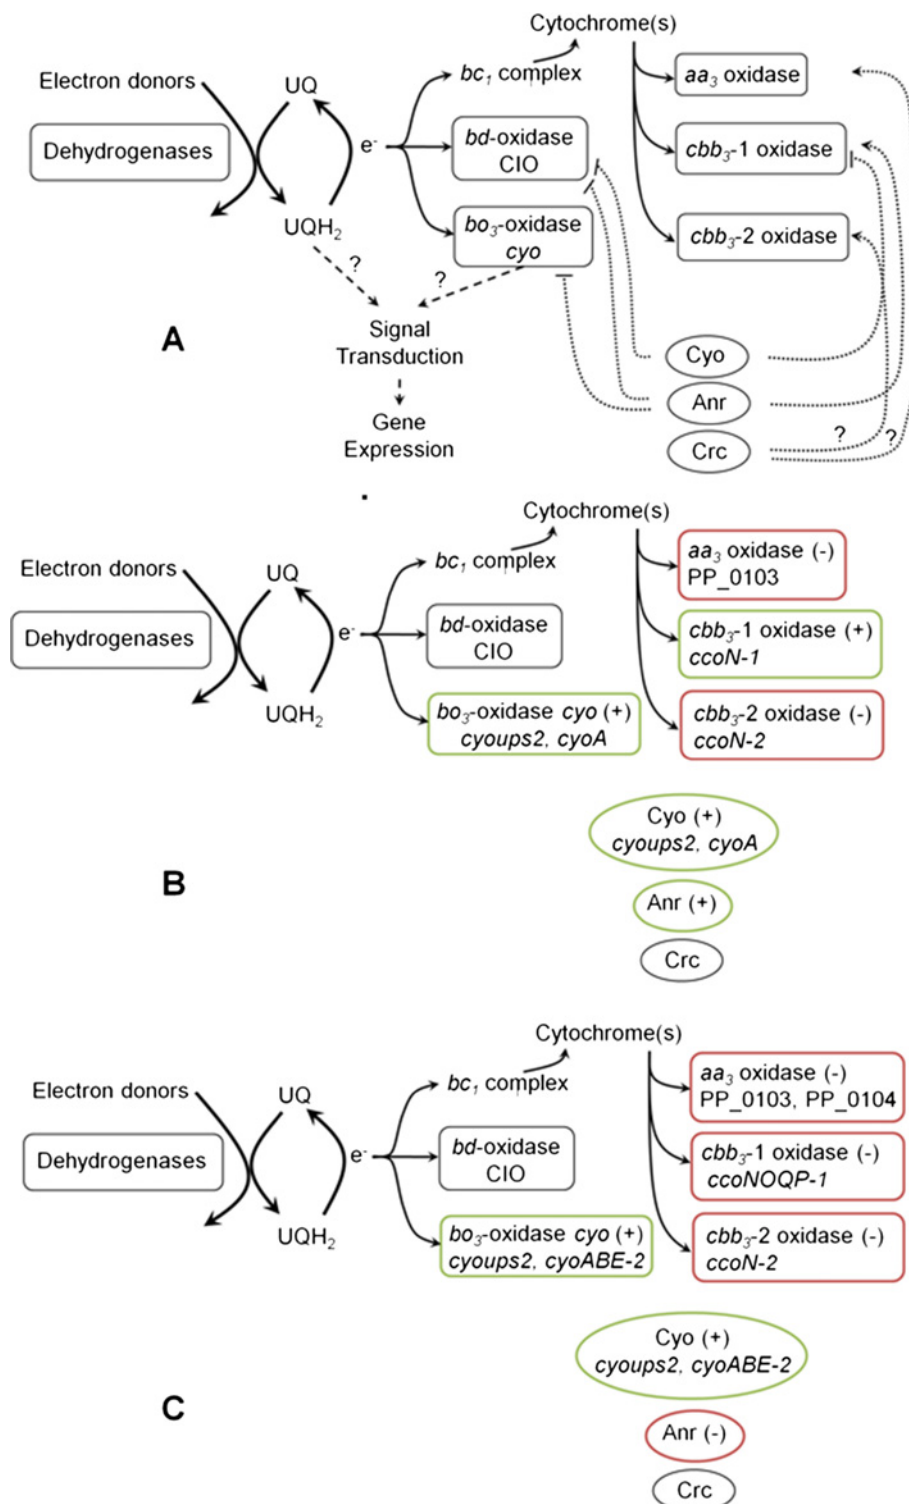 Cytochrome(s)
Electron donors
UQ
bc₁ complex
aa₃ oxidase
Dehydrogenases
e-
bd-oxidase
CIO
cbb₃-1 oxidase
UQH₂
bo₃-oxidase
cyo
cbb₃-2 oxidase
?
?
A
Signal
Transduction
Cyo
Anr
Gene
Expression
Crc
?
?
Cytochrome(s)
Electron donors
UQ
bc₁ complex
aa₃ oxidase (-)
PP_0103
Dehydrogenases
e-
bd-oxidase
CIO
cbb₃-1 oxidase (+)
ccoN-1
UQH₂
bo₃-oxidase cyo (+)
cyoups2, cyoA
cbb₃-2 oxidase (-)
ccoN-2
Cyo (+)
cyoups2, cyoA
B
Anr (+)
Crc
Cytochrome(s)
Electron donors
UQ
bc₁ complex
aa₃ oxidase (-)
PP_0103, PP_0104
Dehydrogenases
e-
bd-oxidase
CIO
cbb₃-1 oxidase (-)
ccoNOQP-1
UQH₂
bo₃-oxidase cyo (+)
cyoups2, cyoABE-2
cbb₃-2 oxidase (-)
ccoN-2
Cyo (+)
cyoups2, cyoABE-2
C
Anr (-)
Crc